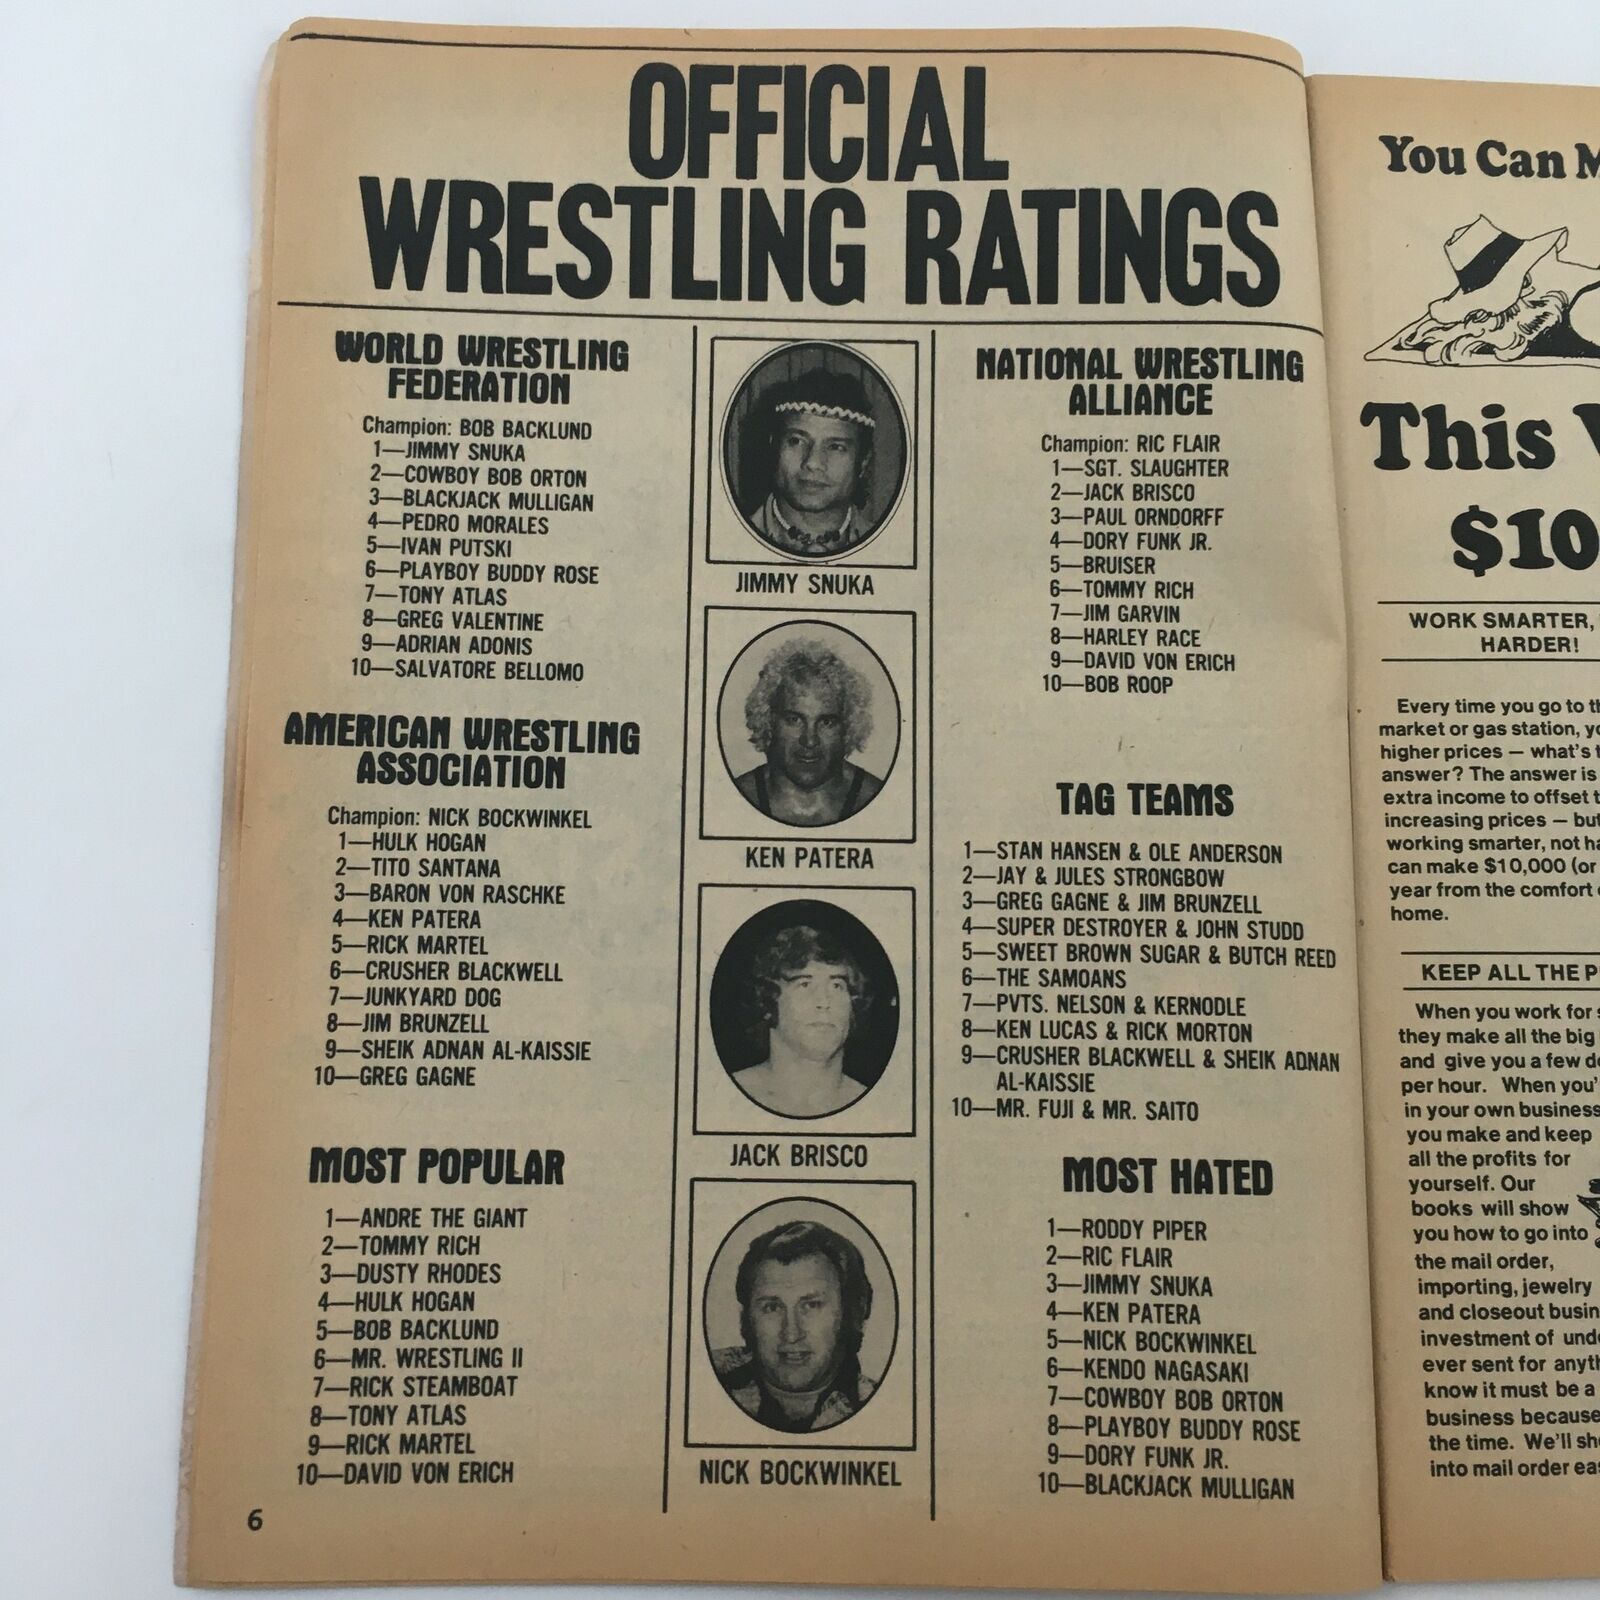 OFFICIAL
WRESTLING RATINGS
WORLD WRESTLING
FEDERATION
Champion: BOB BACKLUND
1—JIMMY SNUKA
2—COWBOY BOB ORTON
3—BLACKJACK MULLIGAN
4—PEDRO MORALES
5—IVAN PUTSKI
6—PLAYBOY BUDDY ROSE
7—TONY ATLAS
8—GREG VALENTINE
9—ADRIAN ADONIS
10—SALVATORE BELLOMO
AMERICAN WRESTLING
ASSOCIATION
Champion: NICK BOCKWINKEL
1—HULK HOGAN
2—TITO SANTANA
3—BARON VON RASCHKE
4—KEN PATERA
5—RICK MARTEL
6—CRUSHER BLACKWELL
7—JUNKYARD DOG
8—JIM BRUNZELL
9—SHEIK ADNAN AL-KAISSIE
10—GREG GAGNE
MOST POPULAR
1—ANDRE THE GIANT
2—TOMMY RICH
3—DUSTY RHODES
4—HULK HOGAN
5—BOB BACKLUND
6—MR. WRESTLING II
7—RICK STEAMBOAT
8—TONY ATLAS
9—RICK MARTEL
10—DAVID VON ERICH
6
JIMMY SNUKA
KEN PATERA
JACK BRISCO
NICK BOCKWINKEL
NATIONAL WRESTLING
ALLIANCE
Champion: RIC FLAIR
1—SGT. SLAUGHTER
2—JACK BRISCO
3—PAUL ORNDORFF
4—DORY FUNK JR.
5—BRUISER
6—TOMMY RICH
7—JIM GARVIN
8—HARLEY RACE
9—DAVID VON ERICH
10—BOB ROOP
TAG TEAMS
1—STAN HANSEN & OLE ANDERSON
2—JAY & JULES STRONGBOW
3—GREG GAGNE & JIM BRUNZELL
4—SUPER DESTROYER & JOHN STUDD
5—SWEET BROWN SUGAR & BUTCH REED
6—THE SAMOANS
7—PVTS. NELSON & KERNODLE
8—KEN LUCAS & RICK MORTON
9—CRUSHER BLACKWELL & SHEIK ADNAN
AL-KAISSIE
10—MR. FUJI & MR. SAITO
MOST HATED
1—RODDY PIPER
2—RIC FLAIR
3—JIMMY SNUKA
4—KEN PATERA
5—NICK BOCKWINKEL
6—KENDO NAGASAKI
7—COWBOY BOB ORTON
8—PLAYBOY BUDDY ROSE
9—DORY FUNK JR.
10—BLACKJACK MULLIGAN
You Can
This
$10
WORK SMARTER,
HARDER!
Every time you go to
market or gas station,
higher prices — what's
answer? The answer is
extra income to offset
increasing prices — but
working smarter, not
can make $10,000 (or
year from the comfort
home.
KEEP ALL THE
When you work for
they make all the big
and give you a few
per hour. When
in your own business
you make and keep
all the profits for
yourself. Our
books will show
you how to go into
the mail order,
importing, jewelry
and closeout
investment of
ever sent for
know it must be a
business because
the time. We'll
into mail order